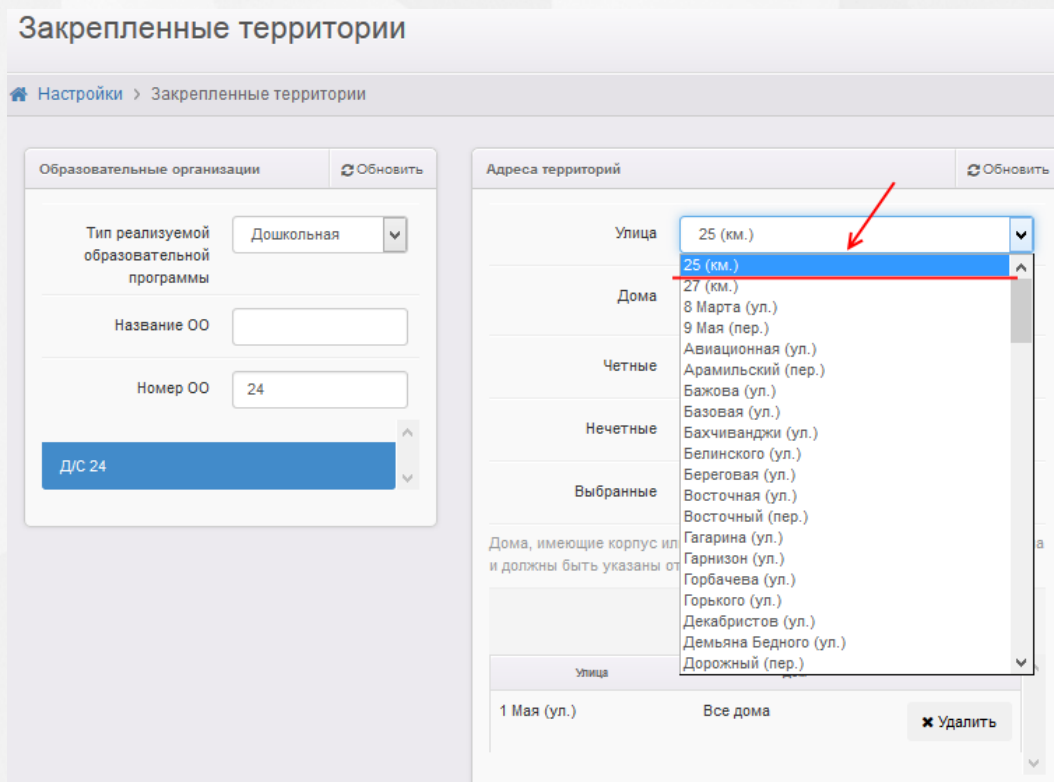 Закрепленные территории
Настройки > Закрепленные территории
Образовательные организации
Обновить
Тип реализуемой
образовательной
программы
Дошкольная
Название ОО
Номер ОО
24
Д/С 24
Адреса территорий
Обновить
Улица
25 (км.)
25 (км.)
27 (км.)
8 Марта (ул.)
9 Мая (пер.)
Авиационная (ул.)
Арамильский (пер.)
Бажова (ул.)
Базовая (ул.)
Бахчиванджи (ул.)
Белинского (ул.)
Береговая (ул.)
Восточная (ул.)
Восточный (пер.)
Гагарина (ул.)
Гарнизон (ул.)
Горбачева (ул.)
Горького (ул.)
Декабристов (ул.)
Демьяна Бедного (ул.)
Дорожный (пер.)
Дома
Четные
Нечетные
Выбранные
Дома, имеющие корпус
и должны быть указаны
Улица
1 Мая (ул.)
Все дома
Удалить